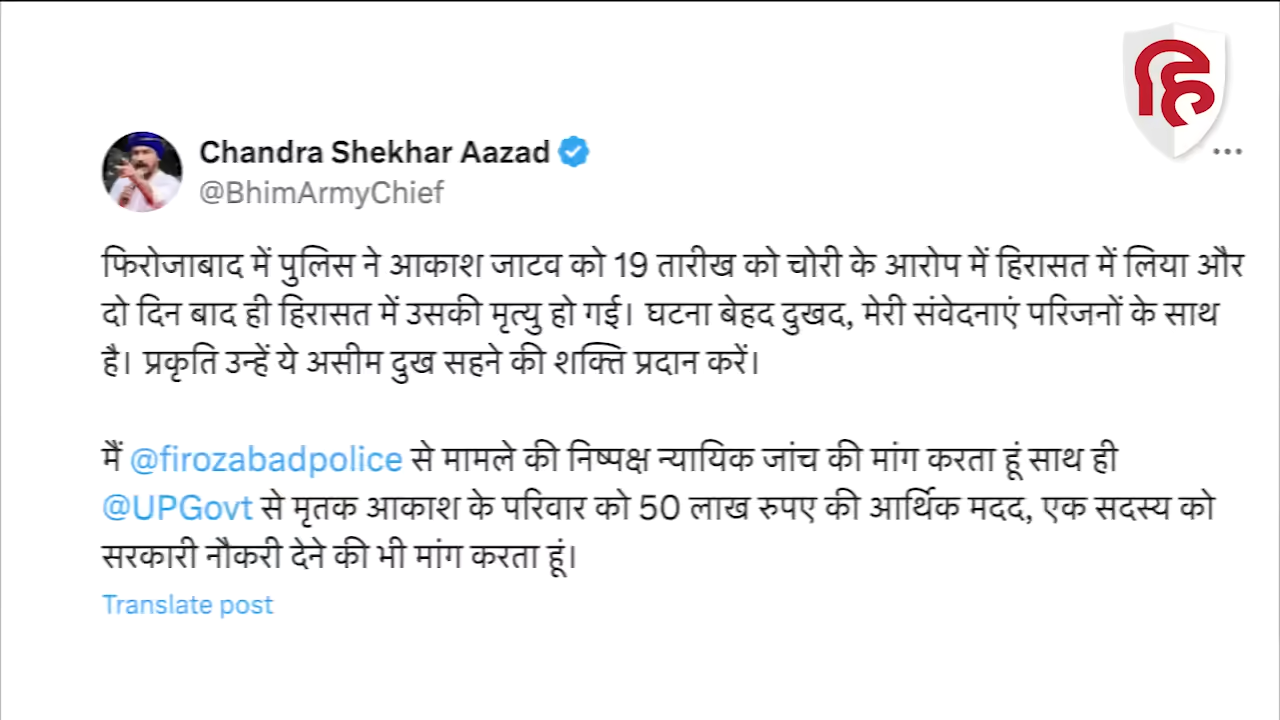 हि
Chandra Shekhar Aazad
@BhimArmyChief
फिरोजाबाद में पुलिस ने आकाश जाटव को 19 तारीख को चोरी के आरोप में हिरासत में लिया और
दो दिन बाद ही हिरासत में उसकी मृत्यु हो गई। घटना बेहद दुखद, मेरी संवेदनाएं परिजनों के साथ
है। प्रकृति उन्हें ये असीम दुख सहने की शक्ति प्रदान करें।
मैं @firozabadpolice से मामले की निष्पक्ष न्यायिक जांच की मांग करता हूं साथ ही
@UPGovt से मृतक आकाश के परिवार को 50 लाख रुपए की आर्थिक मदद, एक सदस्य को
सरकारी नौकरी देने की भी मांग करता हूं।
Translate post